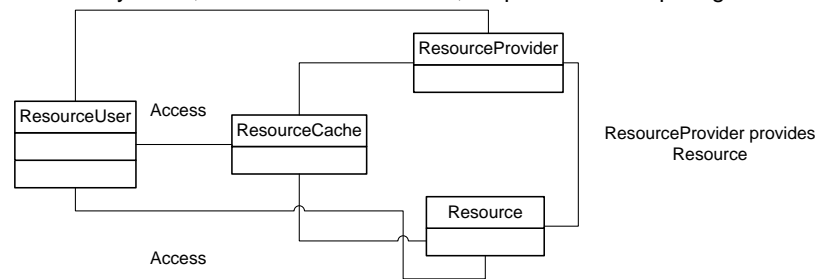 ResourceProvider
ResourceUser
Access
ResourceCache
ResourceProvider provides
Resource
Resource
Access